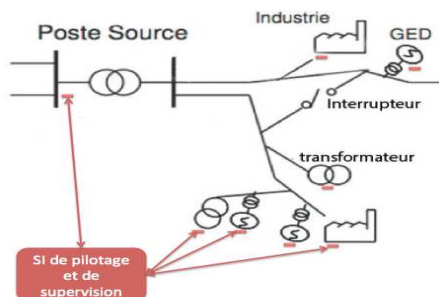 Industrie
GED
Poste Source
Interrupteur
transformateur
SI de pilotage
et de
supervision